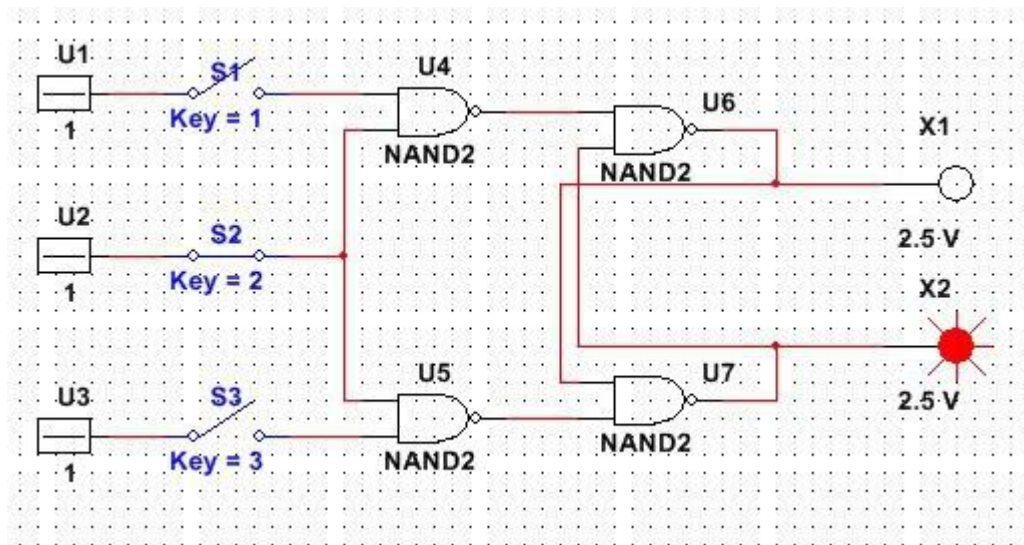 U1
1
S1
Key = 1
U4
NAND2
U6
NAND2
X1
2.5 V
U2
1
S2
Key = 2
X2
2.5 V
U3
1
S3
Key = 3
U5
NAND2
U7
NAND2